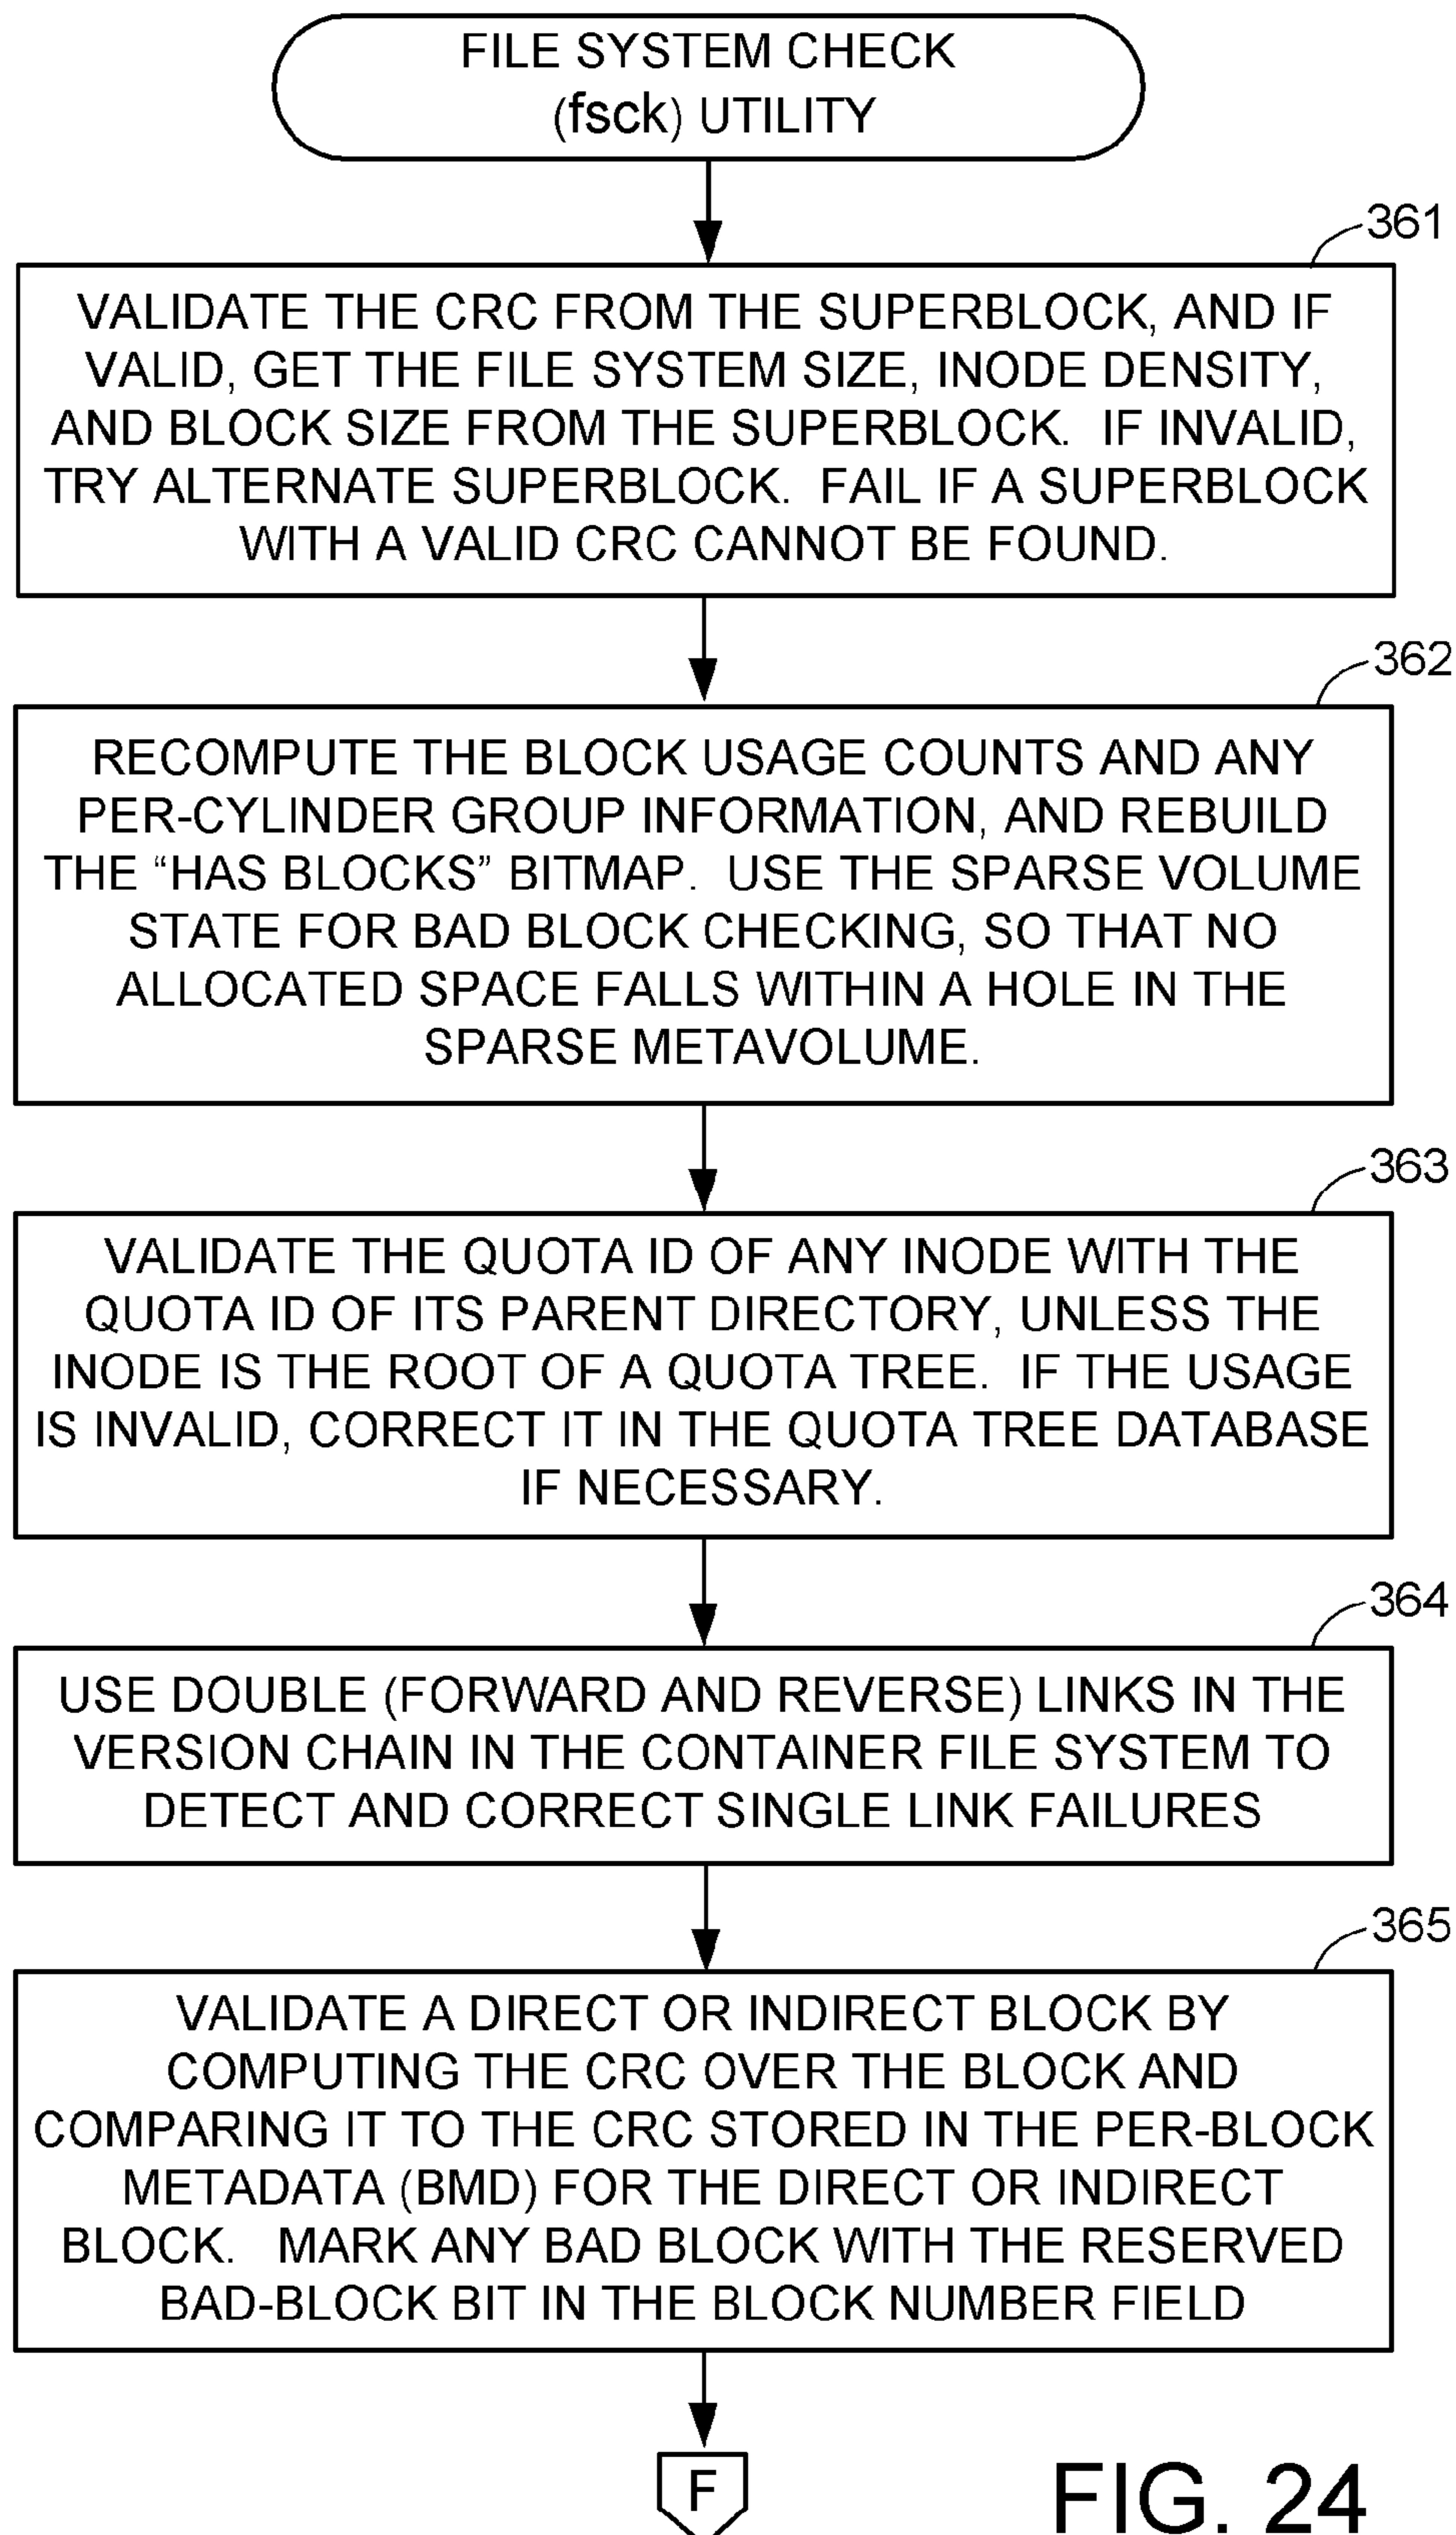 FILE SYSTEM CHECK
(fsck) UTILITY
361
VALIDATE THE CRC FROM THE SUPERBLOCK, AND IF
VALID, GET THE FILE SYSTEM SIZE, INODE DENSITY,
AND BLOCK SIZE FROM THE SUPERBLOCK.  IF INVALID,
TRY ALTERNATE SUPERBLOCK.  FAIL IF A SUPERBLOCK
WITH A VALID CRC CANNOT BE FOUND.
362
RECOMPUTE THE BLOCK USAGE COUNTS AND ANY
PER-CYLINDER GROUP INFORMATION, AND REBUILD
THE “HAS BLOCKS” BITMAP.  USE THE SPARSE VOLUME
STATE FOR BAD BLOCK CHECKING, SO THAT NO
ALLOCATED SPACE FALLS WITHIN A HOLE IN THE
SPARSE METAVOLUME.
363
VALIDATE THE QUOTA ID OF ANY INODE WITH THE
QUOTA ID OF ITS PARENT DIRECTORY, UNLESS THE
INODE IS THE ROOT OF A QUOTA TREE.  IF THE USAGE
IS INVALID, CORRECT IT IN THE QUOTA TREE DATABASE
IF NECESSARY.
364
USE DOUBLE (FORWARD AND REVERSE) LINKS IN THE
VERSION CHAIN IN THE CONTAINER FILE SYSTEM TO
DETECT AND CORRECT SINGLE LINK FAILURES
365
VALIDATE A DIRECT OR INDIRECT BLOCK BY
COMPUTING THE CRC OVER THE BLOCK AND
COMPARING IT TO THE CRC STORED IN THE PER-BLOCK
METADATA (BMD) FOR THE DIRECT OR INDIRECT
BLOCK.   MARK ANY BAD BLOCK WITH THE RESERVED
BAD-BLOCK BIT IN THE BLOCK NUMBER FIELD
F
FIG. 24